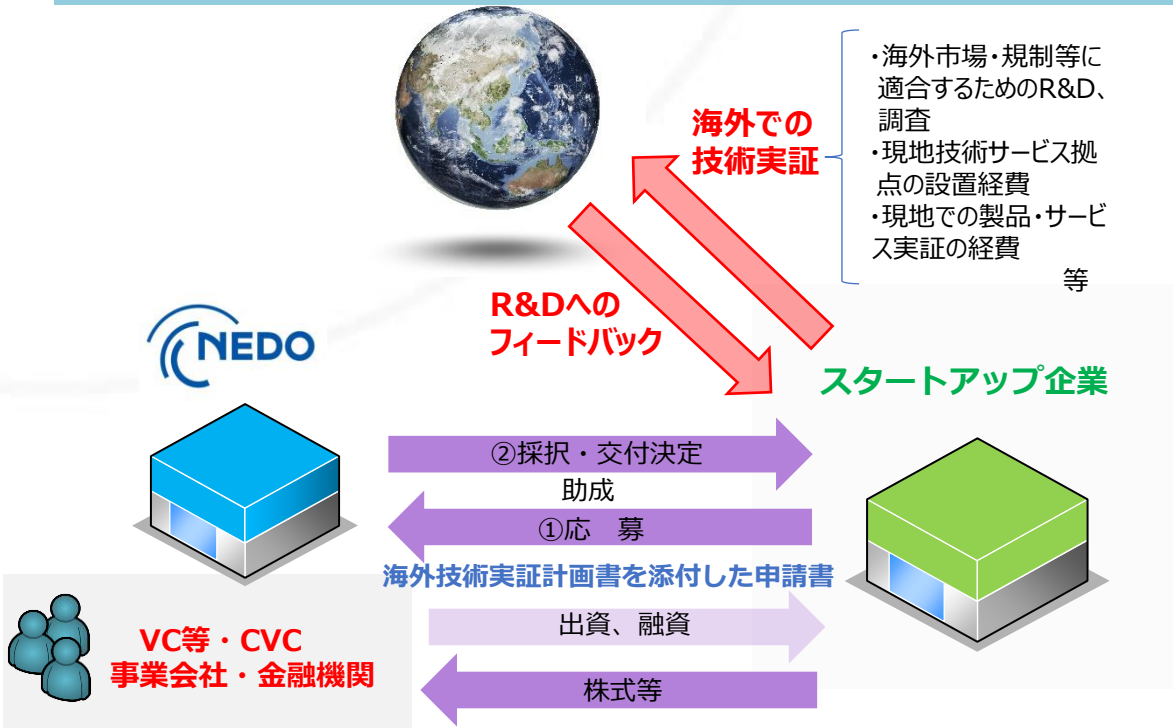 海外での
技術実証
・海外市場・規制等に
適合するためのR&D、
調査
・現地技術サービス拠
点の設置経費
・現地での製品・サービ
ス実証の経費
等
R&Dへの
フィードバック
NEDO
スタートアップ企業
②採択・交付決定
助成
①応　募
海外技術実証計画書を添付した申請書
出資、融資
VC等・CVC
事業会社・金融機関
株式等